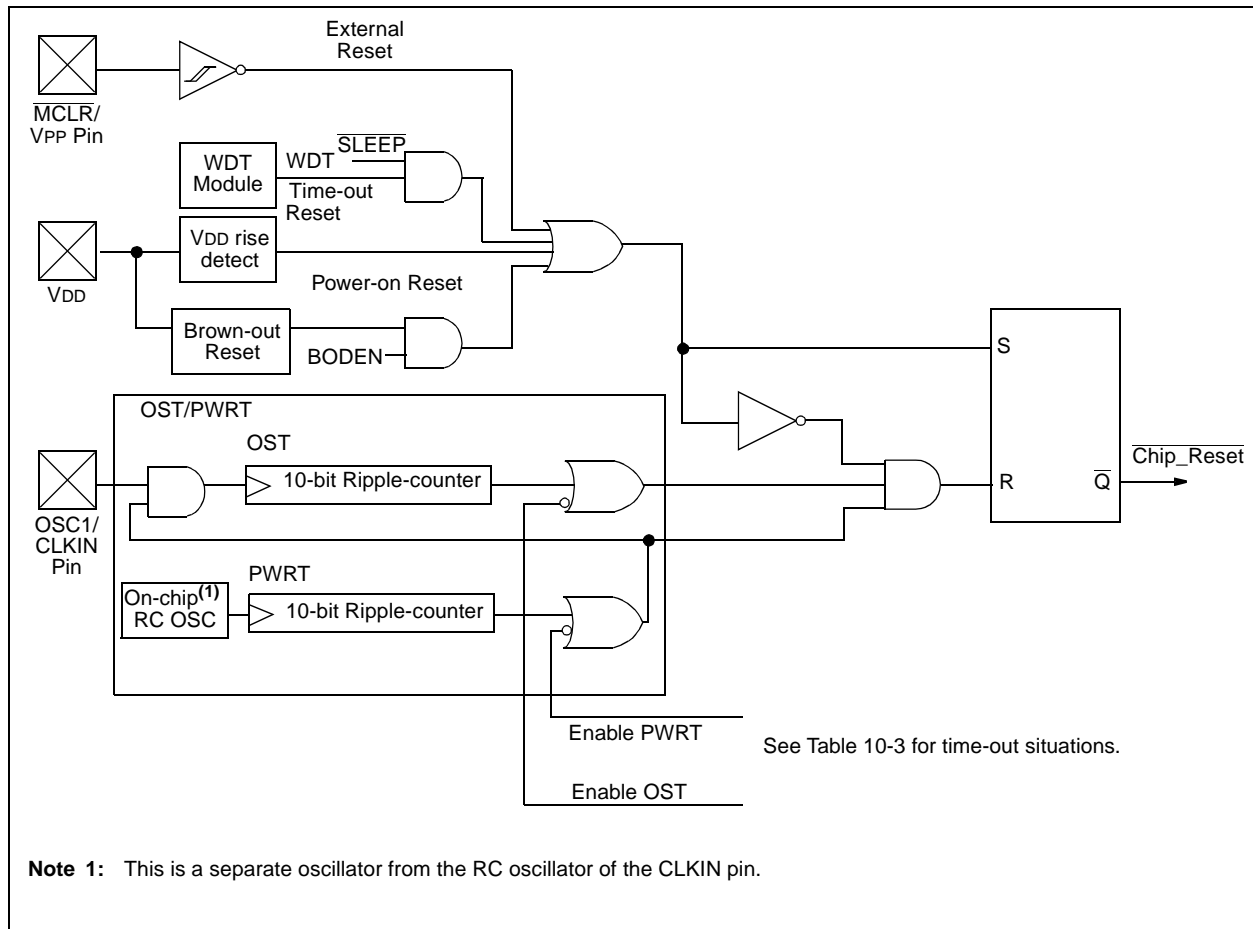 External
Reset
MCLR/
VPP Pin
SLEEP
WDT
Module
WDT
Time-out
Reset
VDD rise
detect
VDD
Power-on Reset
Brown-out
Reset
BODEN
S
OST/PWRT
OST
10-bit Ripple-counter
Chip_Reset
R
Q
OSC1/
CLKIN
Pin
PWRT
On-chip(1)
RC OSC
10-bit Ripple-counter
Enable PWRT
See Table 10-3 for time-out situations.
Enable OST
Note 1: This is a separate oscillator from the RC oscillator of the CLKIN pin.